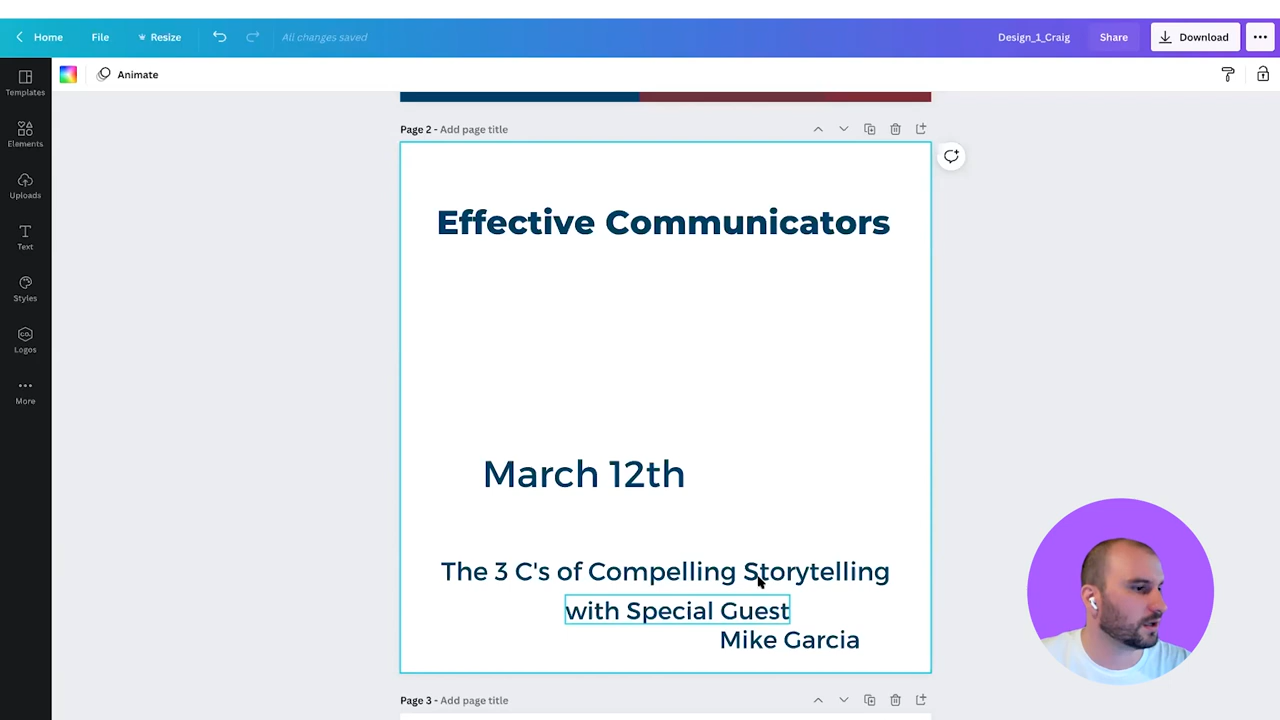 Home File Resize All changes saved Design_1_Craig Share Download
Animate
Templates
Elements
Uploads
Text
Styles
CO.
Logos
More
Page 2 - Add page title
Effective Communicators
March 12th
The 3 C's of Compelling Storytelling
with Special Guest
Mike Garcia
Page 3 - Add page title